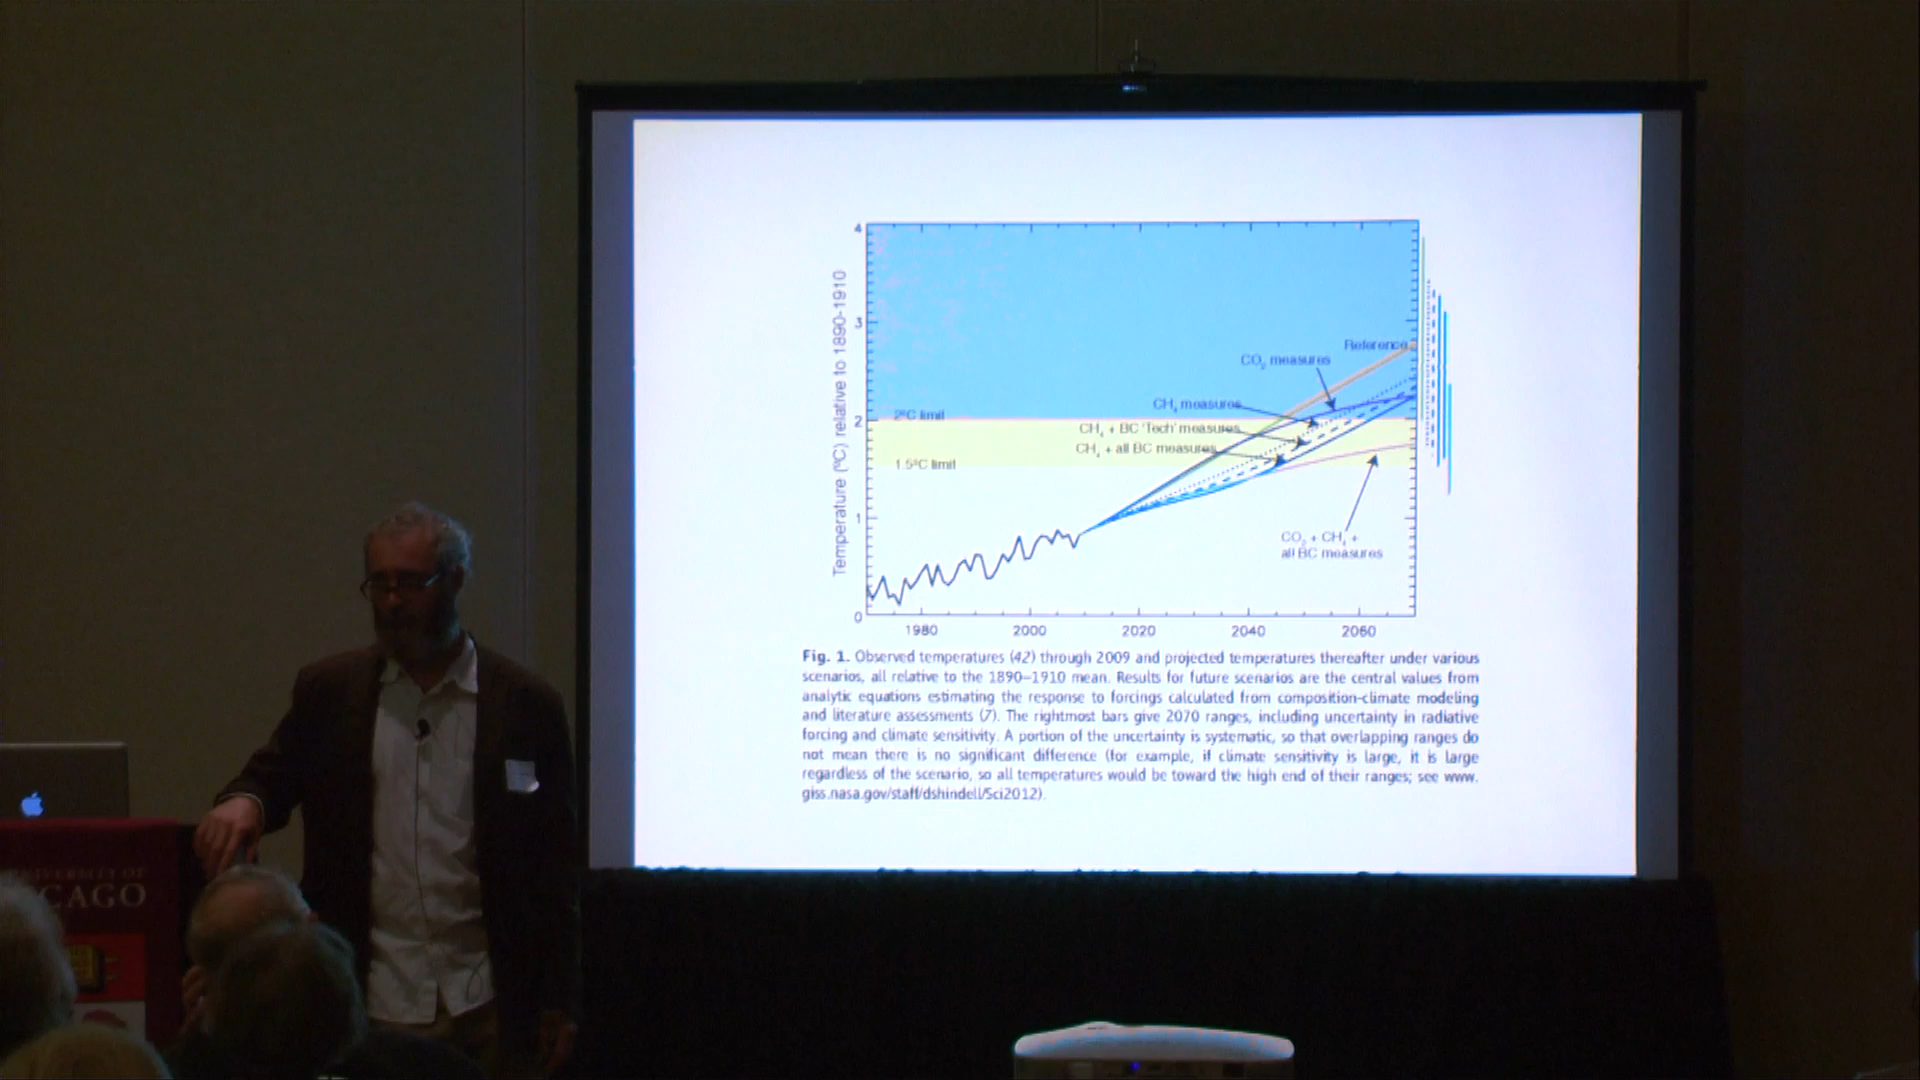 4
3
2
1
0
Temperature (ºC) relative to 1890-1910
Reference
CO2 measures
CH4 measures
2ºC limit
CH4 + BC 'Tech' measures
CH4 + all BC measures
1.5ºC limit
CO2 + CH4 +
all BC measures
1980 2000 2020 2040 2060
Fig. 1. Observed temperatures (42) through 2009 and projected temperatures thereafter under various
scenarios, all relative to the 1890–1910 mean. Results for future scenarios are the central values from
analytic equations estimating the response to forcings calculated from composition-climate modeling
and literature assessments (7). The rightmost bars give 2070 ranges, including uncertainty in radiative
forcing and climate sensitivity. A portion of the uncertainty is systematic, so that overlapping ranges do
not mean there is no significant difference (for example, if climate sensitivity is large, it is large
regardless of the scenario, so all temperatures would be toward the high end of their ranges; see www.
giss.nasa.gov/staff/dshindell/Sci2012).
UNIVERSITY OF
CAGO